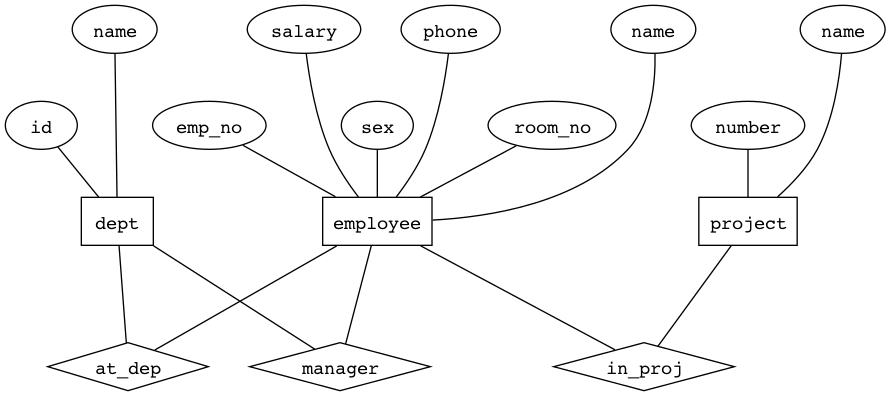 name
salary
phone
name
name
id
emp_no
sex
room_no
number
dept
employee
project
at_dep
manager
in_proj